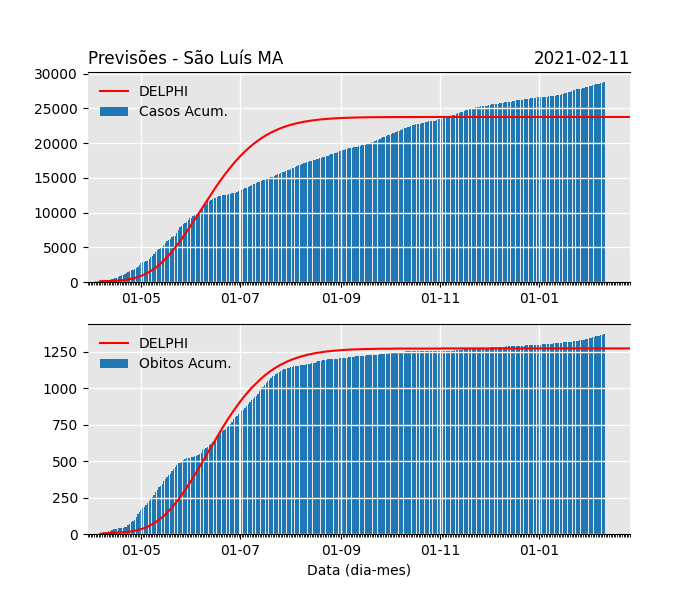 Previsões - São Luís MA 2021-02-11
30000
25000
20000
15000
10000
5000
0
DELPHI
Casos Acum.
01-05 01-07 01-09 01-11 01-01
1250
1000
750
500
250
0
DELPHI
Obitos Acum.
01-05 01-07 01-09 01-11 01-01
Data (dia-mes)